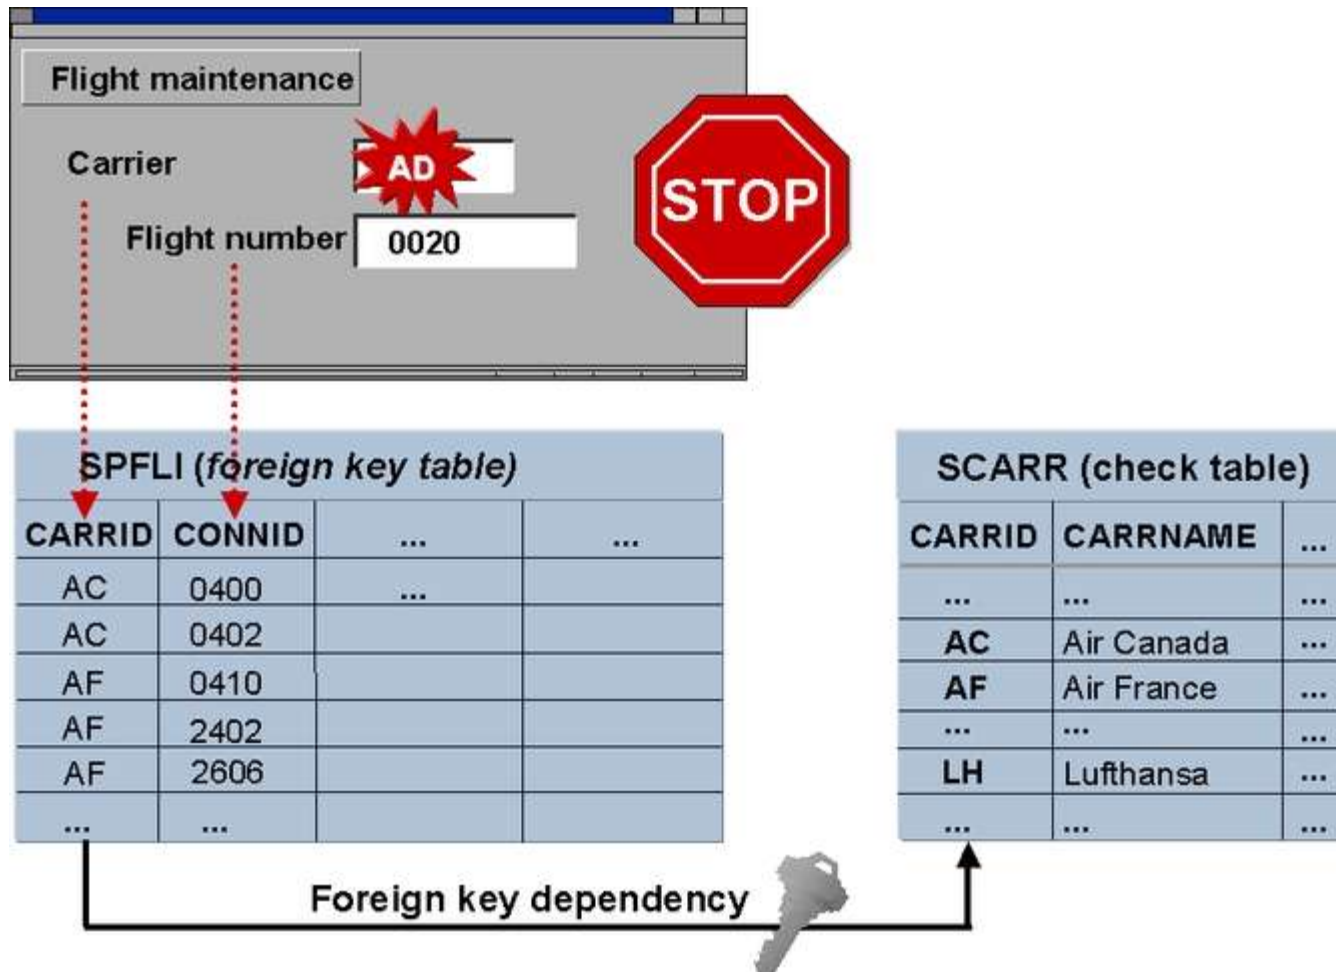 Flight maintenance
Carrier AD
STOP
Flight number 0020
SPFLI (foreign key table)
CARRID CONNID ... ...
AC 0400 ...
AC 0402
AF 0410
AF 2402
AF 2606
... ...
SCARR (check table)
CARRID CARRNAME ...
... ... ...
AC Air Canada ...
AF Air France ...
... ... ...
LH Lufthansa ...
... ... ...
Foreign key dependency